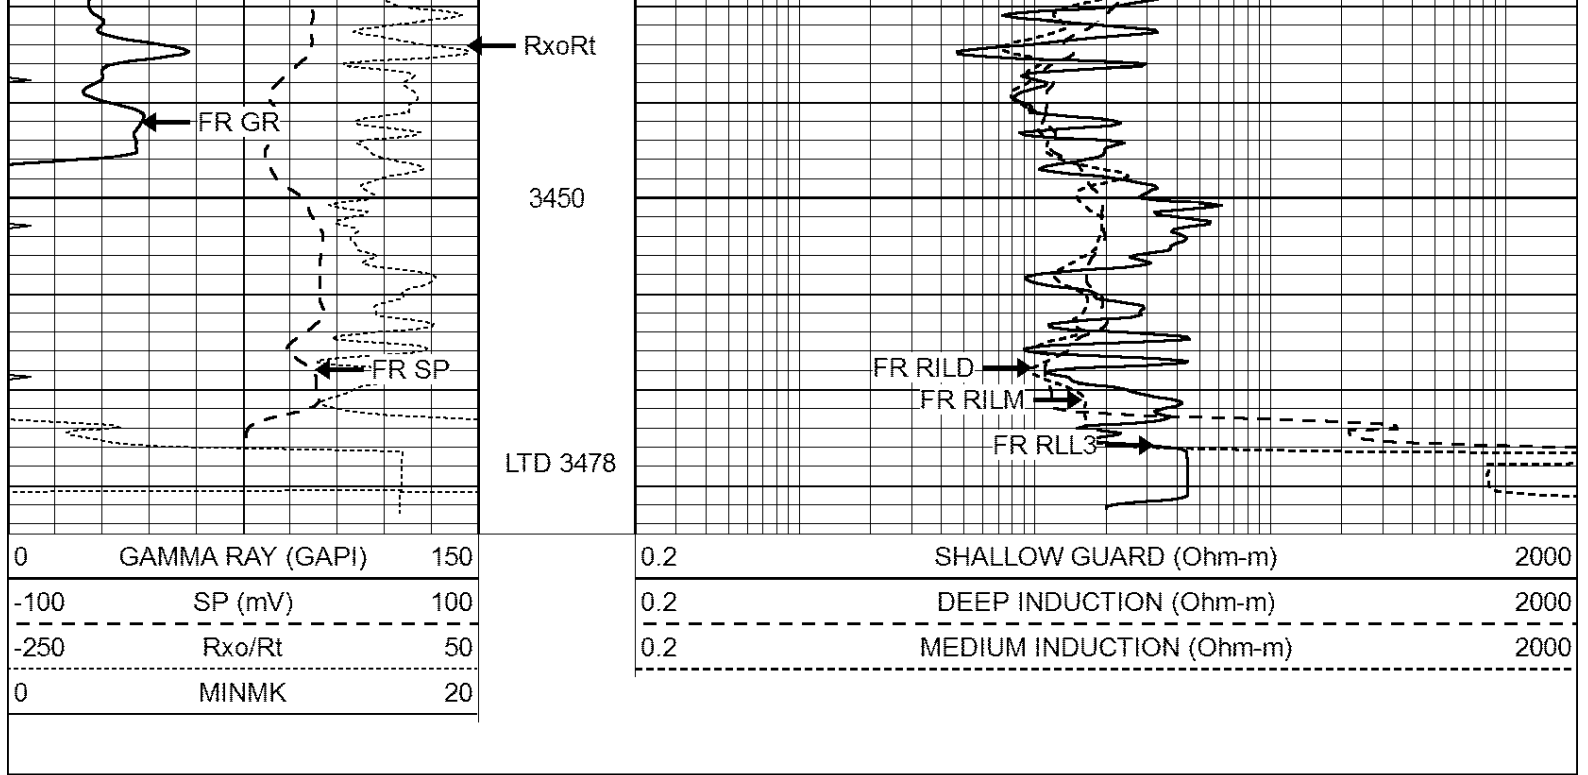 RxoRt
FR GR
3450
FR SP
FR RILD
FR RILM
FR RLL3
LTD 3478
0 GAMMA RAY (GAPI) 150
-100 SP (mV) 100
-250 Rxo/Rt 50
0 MINMK 20
0.2 SHALLOW GUARD (Ohm-m) 2000
0.2 DEEP INDUCTION (Ohm-m) 2000
0.2 MEDIUM INDUCTION (Ohm-m) 2000